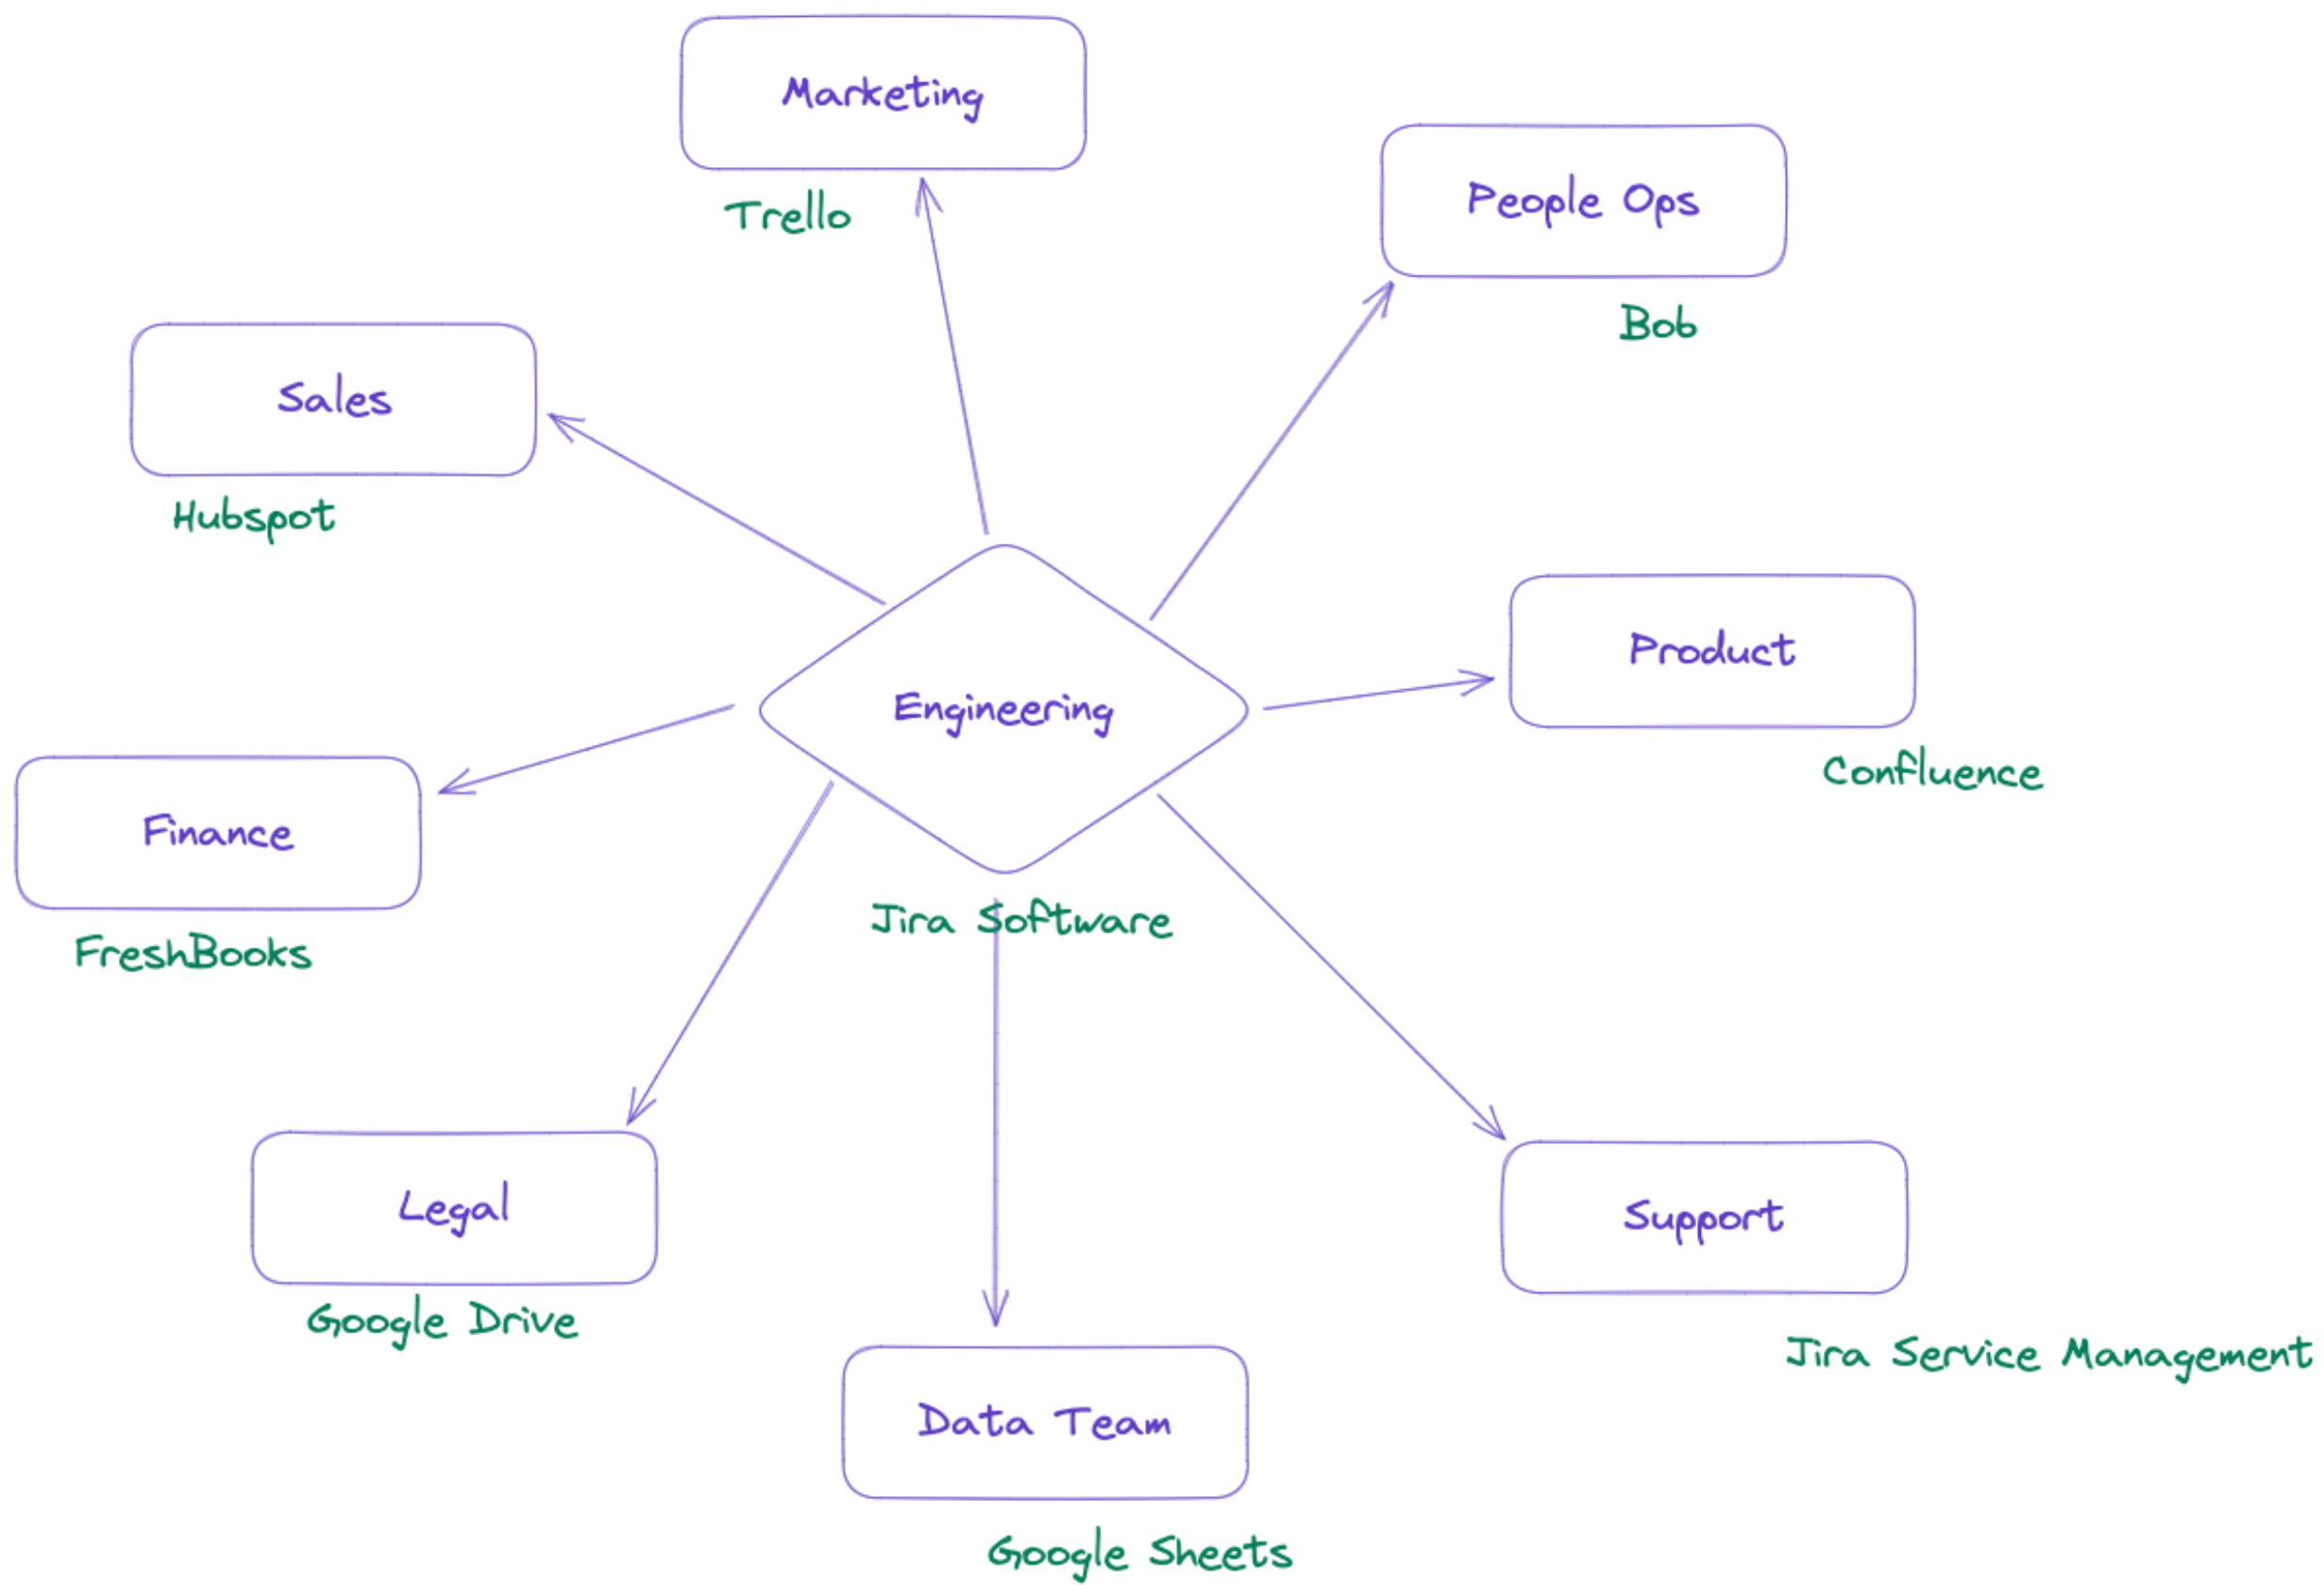 Marketing
Trello
People Ops
Bob
Sales
Hubspot
Product
Confluence
Engineering
Jira Software
Finance
FreshBooks
Legal
Google Drive
Support
Jira Service Management
Data Team
Google Sheets